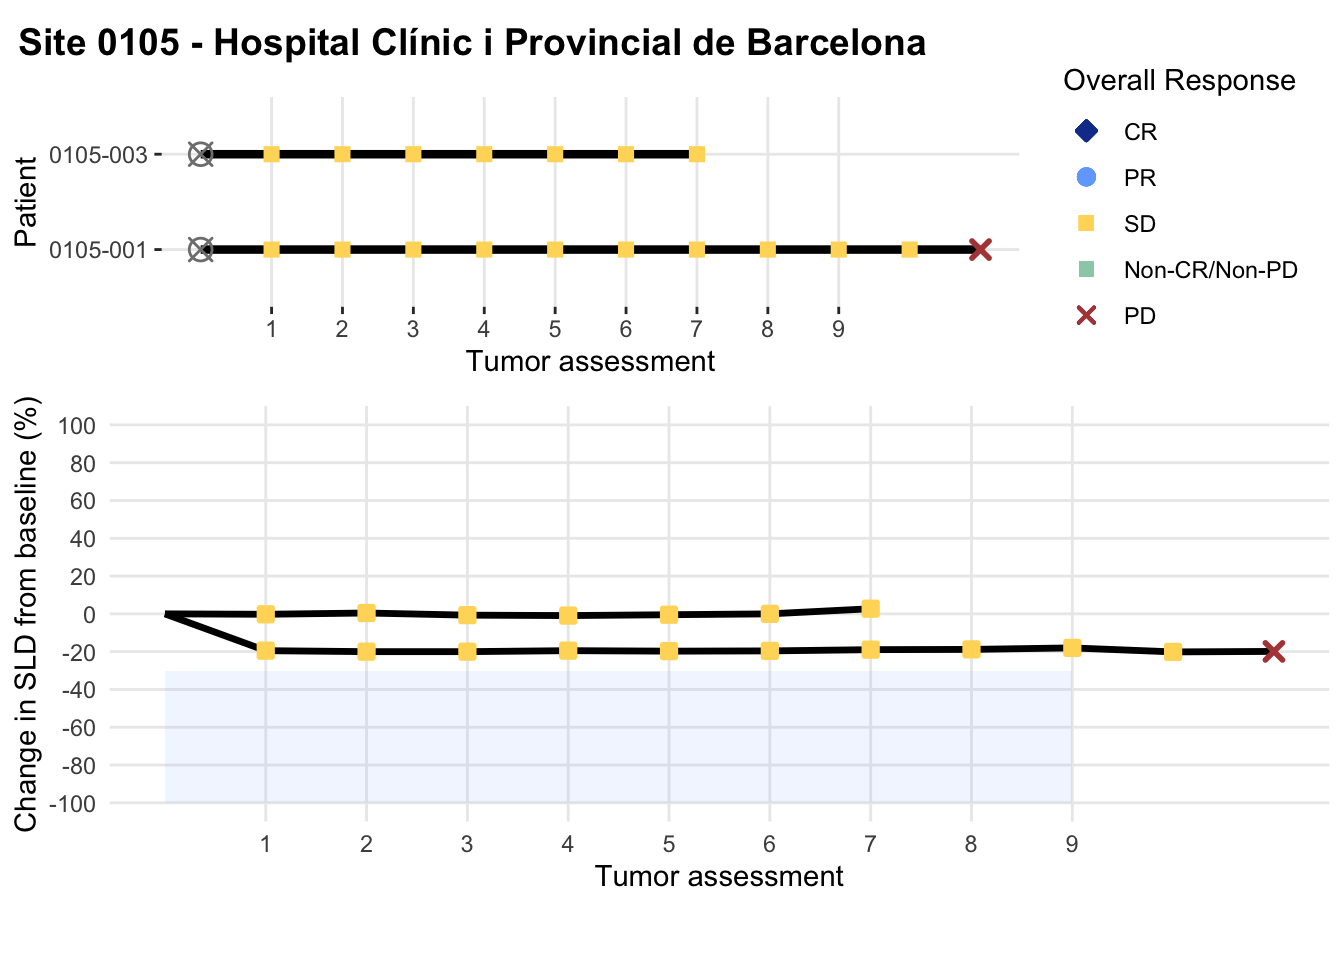 Site 0105 - Hospital Clínic i Provincial de Barcelona
Overall Response
CR
PR
SD
Non-CR/Non-PD
PD
Patient
0105-003
0105-001
1 2 3 4 5 6 7 8 9
Tumor assessment
Change in SLD from baseline (%)
100
80
60
40
20
0
-20
-40
-60
-80
-100
1 2 3 4 5 6 7 8 9
Tumor assessment